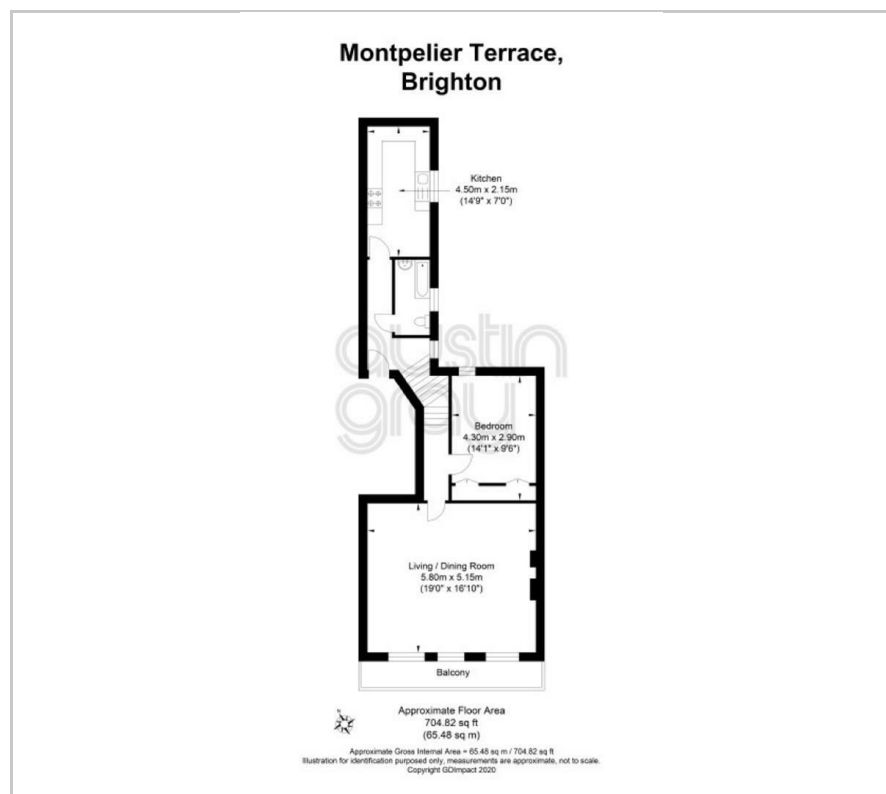 Montpelier Terrace,
Brighton
Kitchen
4.50m x 2.15m
(14'9" x 7'0")
austin
gray
Bedroom
4.30m x 2.90m
(14'1" x 9'6")
Living / Dining Room
5.80m x 5.15m
(19'0" x 16'10")
Balcony
Approximate Floor Area
704.82 sq ft
(65.48 sq m)
Approximate Gross Internal Area = 65.48 sq m / 704.82 sq ft
Illustration for identification purposed only, measurements are approximate, not to scale.
Copyright GDImpact 2020